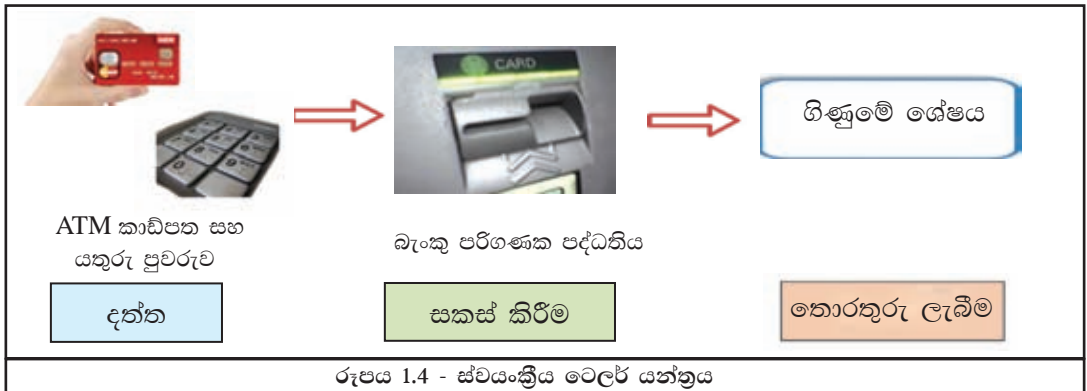 CARD
ගිණුමේ ශේෂය
ATM කාඩ්පත සහ
යතුරු පුවරුව
බැංකු පරිගණක පද්ධතිය
දත්ත
සකස් කිරීම
තොරතුරු ලැබීම
රූපය 1.4 - ස්වයංක්‍රීය ටෙලර් යන්ත්‍රය